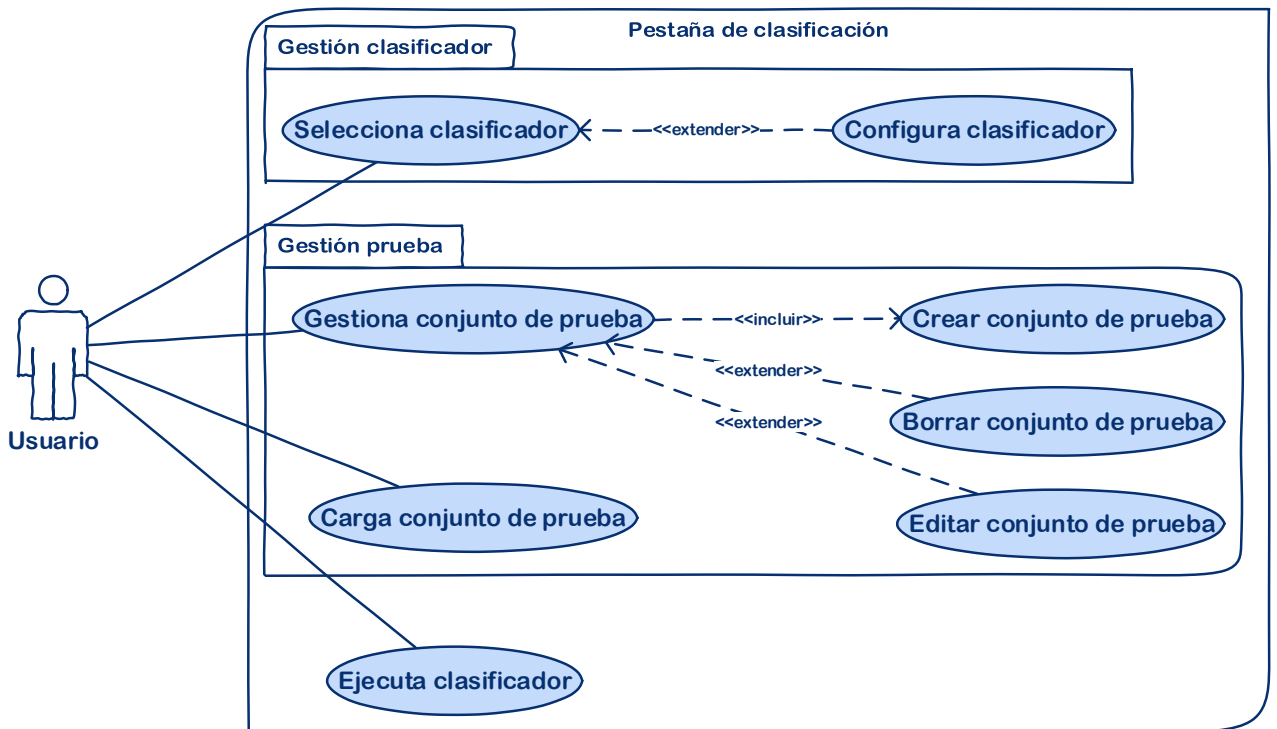 Pestaña de clasificación
Gestión clasificador
Selecciona clasificador
<<extender>>
Configura clasificador
Gestión prueba
Gestiona conjunto de prueba
<<incluir>>
Crear conjunto de prueba
<<extender>>
Borrar conjunto de prueba
<<extender>>
Usuario
Carga conjunto de prueba
Editar conjunto de prueba
Ejecuta clasificador